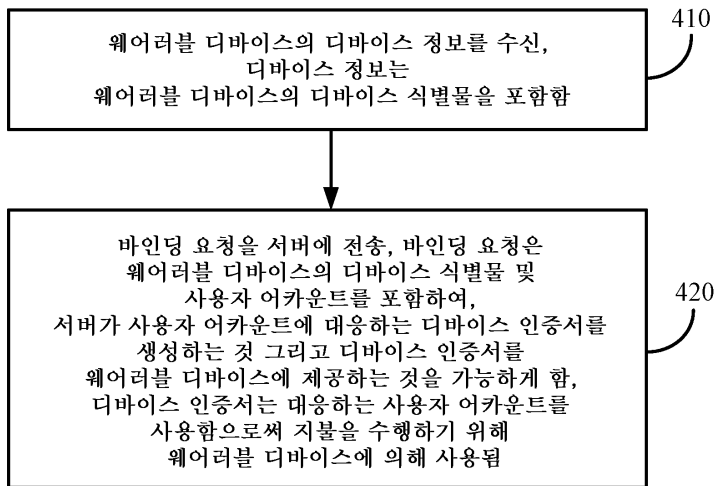 웨어러블 디바이스의 디바이스 정보를 수신,
디바이스 정보는
웨어러블 디바이스의 디바이스 식별물을 포함함
410
바인딩 요청을 서버에 전송, 바인딩 요청은
웨어러블 디바이스의 디바이스 식별물 및
사용자 어카운트를 포함하여,
서버가 사용자 어카운트에 대응하는 디바이스 인증서를
생성하는 것 그리고 디바이스 인증서를
웨어러블 디바이스에 제공하는 것을 가능하게 함,
디바이스 인증서는 대응하는 사용자 어카운트를
사용함으로써 지불을 수행하기 위해
웨어러블 디바이스에 의해 사용됨
420